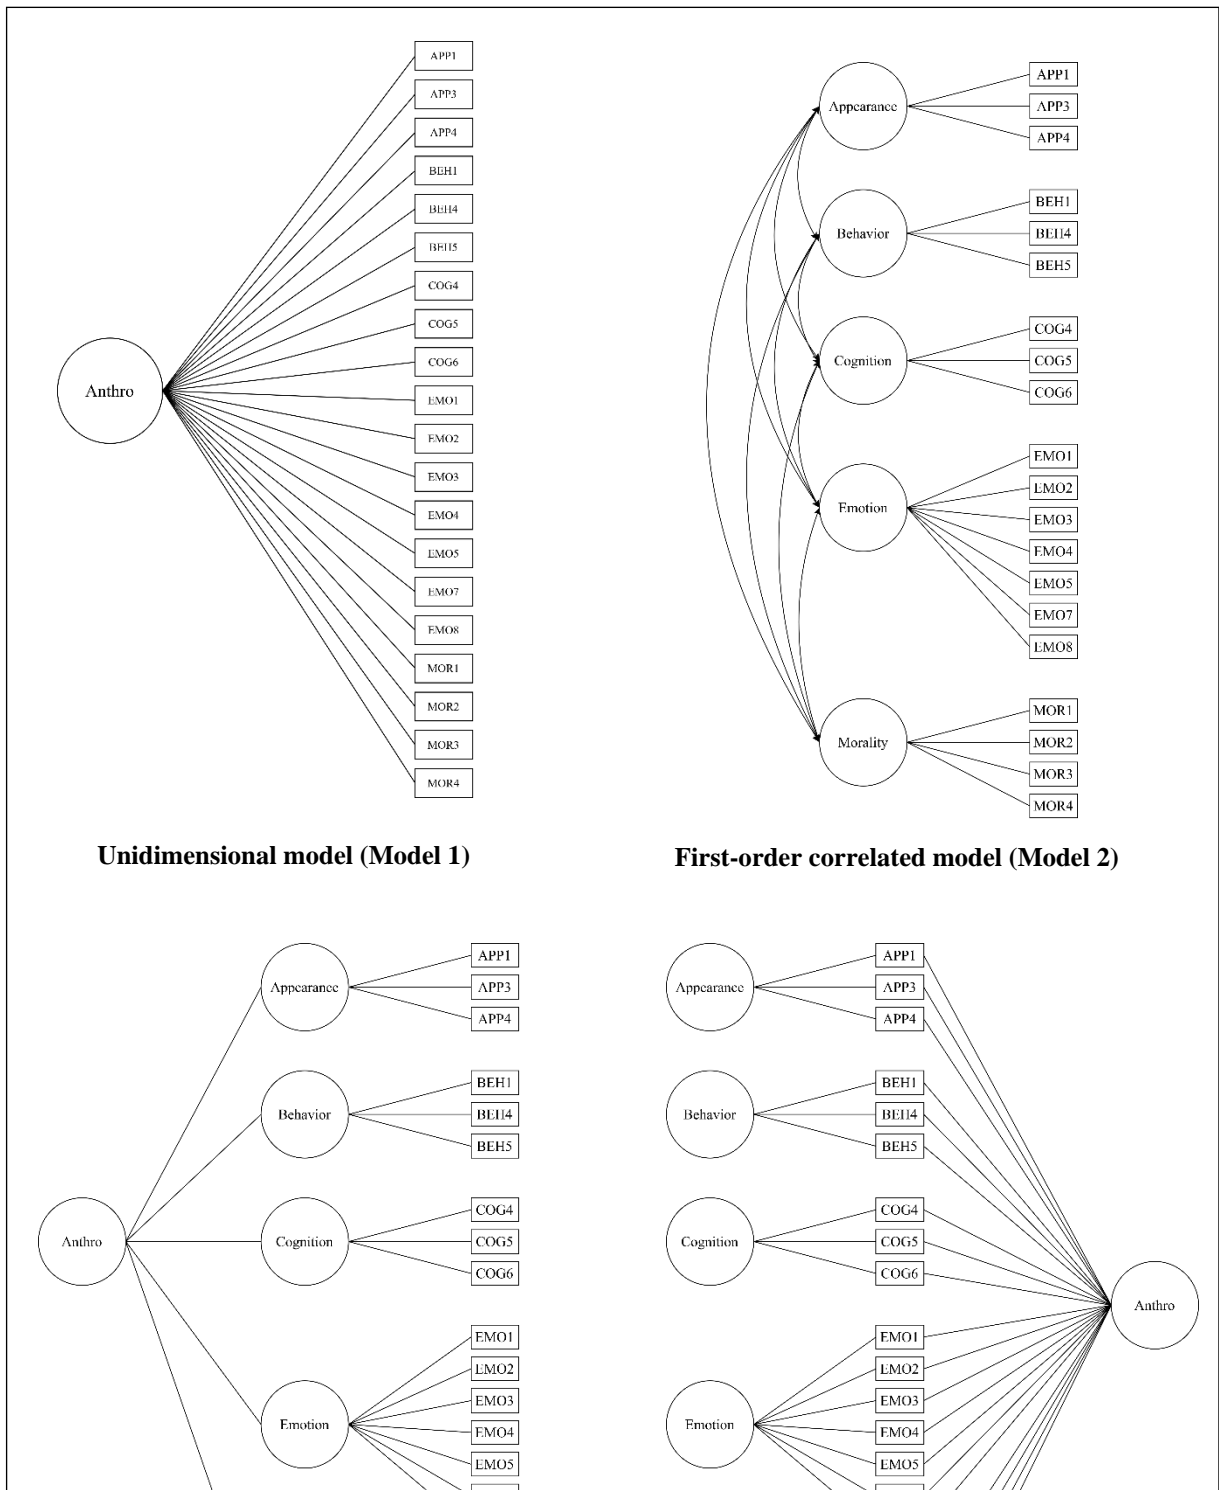 APP1
APP3
APP4
BEH1
BEH4
BEH5
COG4
COG5
COG6
EMO1
EMO2
EMO3
EMO4
EMO5
EMO7
EMO8
MOR1
MOR2
MOR3
MOR4
Anthro
Unidimensional model (Model 1)
Appearance
APP1
APP3
APP4
Behavior
BEH1
BEH4
BEH5
Cognition
COG4
COG5
COG6
Emotion
EMO1
EMO2
EMO3
EMO4
EMO5
EMO7
EMO8
Morality
MOR1
MOR2
MOR3
MOR4
First-order correlated model (Model 2)
Anthro
Appearance
APP1
APP3
APP4
Behavior
BEH1
BEH4
BEH5
Cognition
COG4
COG5
COG6
Emotion
EMO1
EMO2
EMO3
EMO4
EMO5
Appearance
APP1
APP3
APP4
Behavior
BEH1
BEH4
BEH5
Cognition
COG4
COG5
COG6
Emotion
EMO1
EMO2
EMO3
EMO4
EMO5
Anthro